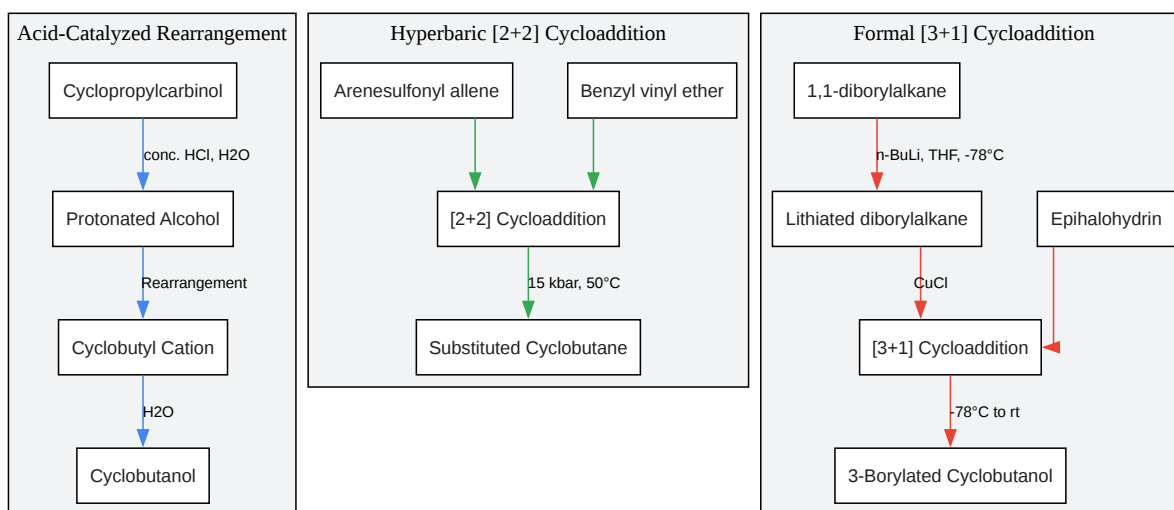 Acid-Catalyzed Rearrangement
Cyclopropylcarbinol
conc. HCl, H2O
Protonated Alcohol
Rearrangement
Cyclobutyl Cation
H2O
Cyclobutanol
Hyperbaric [2+2] Cycloaddition
Arenesulfonyl allene
Benzyl vinyl ether
[2+2] Cycloaddition
15 kbar, 50°C
Substituted Cyclobutane
Formal [3+1] Cycloaddition
1,1-diborylalkane
n-BuLi, THF, -78°C
Lithiated diborylalkane
Epihalohydrin
CuCl
[3+1] Cycloaddition
-78°C to rt
3-Borylated Cyclobutanol